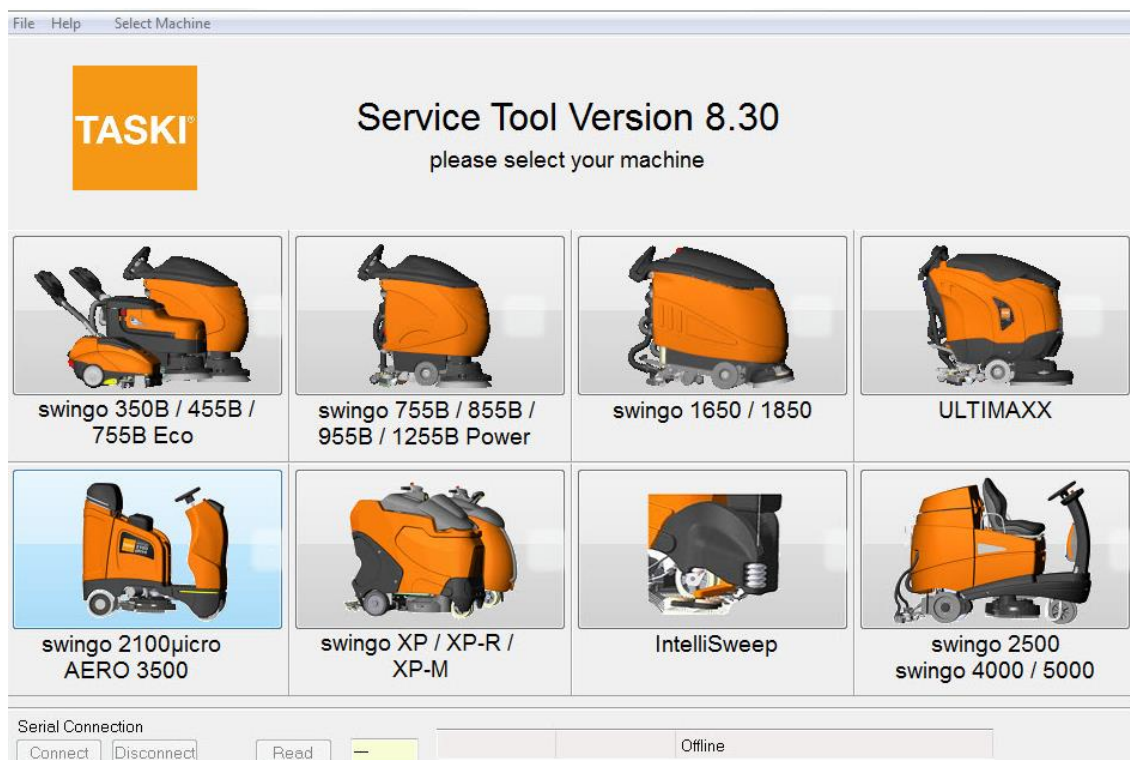 File Help Select Machine
TASKI®
Service Tool Version 8.30
please select your machine
swingo 350B / 455B /
755B Eco
swingo 755B / 855B /
955B / 1255B Power
swingo 1650 / 1850
ULTIMAXX
swingo 2100µicro
AERO 3500
swingo XP / XP-R /
XP-M
IntelliSweep
swingo 2500
swingo 4000 / 5000
Serial Connection
Connect Disconnect Read --- Offline